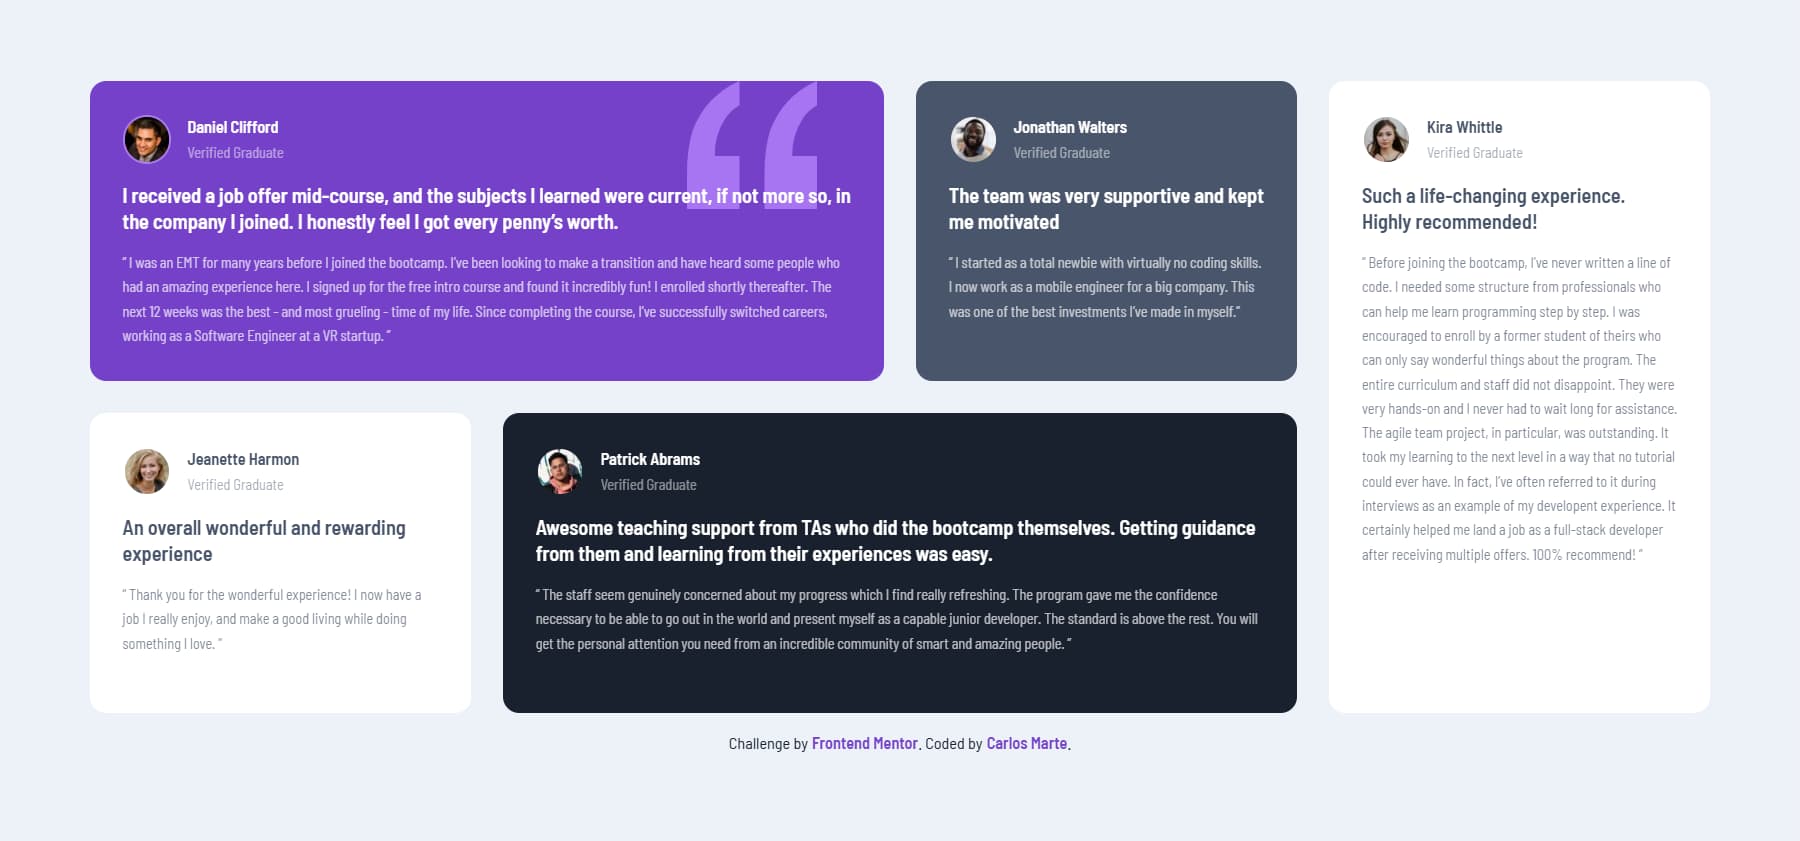 Daniel Clifford
Verified Graduate
I received a job offer mid-course, and the subjects I learned were current, if not more so, in
the company I joined. I honestly feel I got every penny’s worth.
“ I was an EMT for many years before I joined the bootcamp. I’ve been looking to make a transition and have heard some people who
had an amazing experience here. I signed up for the free intro course and found it incredibly fun! I enrolled shortly thereafter. The
next 12 weeks was the best - and most grueling - time of my life. Since completing the course, I’ve successfully switched careers,
working as a Software Engineer at a VR startup. ”
Jonathan Walters
Verified Graduate
The team was very supportive and kept
me motivated
“ I started as a total newbie with virtually no coding skills.
I now work as a mobile engineer for a big company. This
was one of the best investments I’ve made in myself.”
Kira Whittle
Verified Graduate
Such a life-changing experience.
Highly recommended!
“ Before joining the bootcamp, I’ve never written a line of
code. I needed some structure from professionals who
can help me learn programming step by step. I was
encouraged to enroll by a former student of theirs who
can only say wonderful things about the program. The
entire curriculum and staff did not disappoint. They were
very hands-on and I never had to wait long for assistance.
The agile team project, in particular, was outstanding. It
took my learning to the next level in a way that no tutorial
could ever have. In fact, I’ve often referred to it during
interviews as an example of my developent experience. It
certainly helped me land a job as a full-stack developer
after receiving multiple offers. 100% recommend! ”
Jeanette Harmon
Verified Graduate
An overall wonderful and rewarding
experience
“ Thank you for the wonderful experience! I now have a
job I really enjoy, and make a good living while doing
something I love. ”
Patrick Abrams
Verified Graduate
Awesome teaching support from TAs who did the bootcamp themselves. Getting guidance
from them and learning from their experiences was easy.
“ The staff seem genuinely concerned about my progress which I find really refreshing. The program gave me the confidence
necessary to be able to go out in the world and present myself as a capable junior developer. The standard is above the rest. You will
get the personal attention you need from an incredible community of smart and amazing people. ”
Challenge by Frontend Mentor. Coded by Carlos Marte.